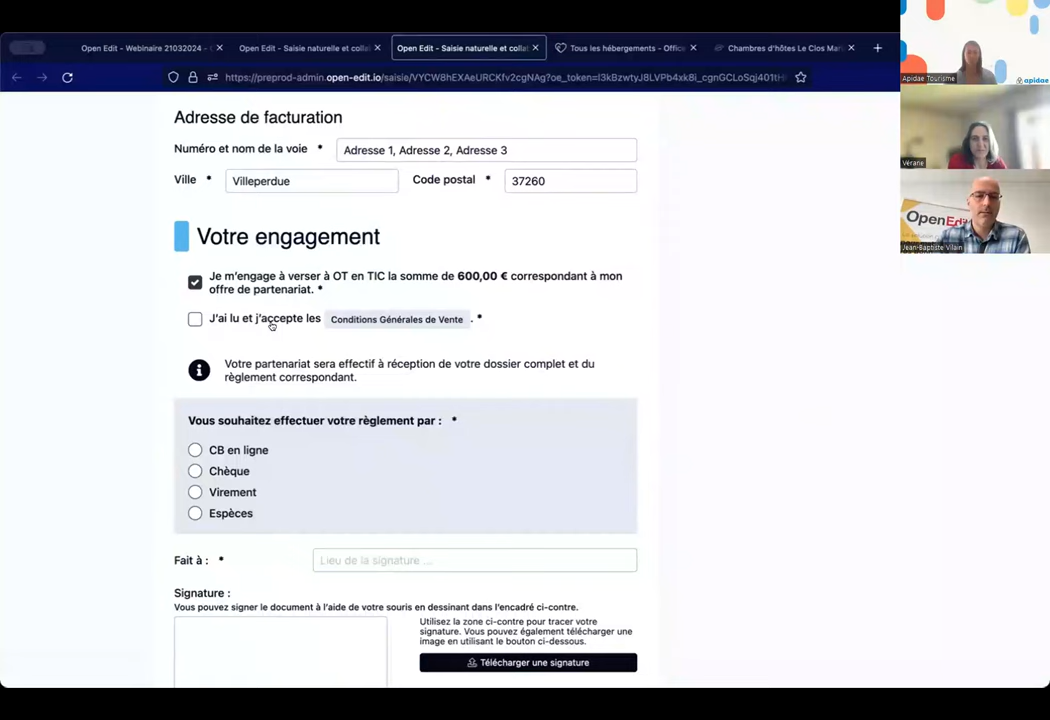 Open Edit - Webinaire 21032024 -
Open Edit - Saisie naturelle et colla
Open Edit - Saisie naturelle et collat
Tous les hébergements - Offic
Chambres d'hôtes Le Clos Mar
Adresse de facturation
Numéro et nom de la voie *
Adresse 1, Adresse 2, Adresse 3
Ville *
Villeperdue
Code postal *
37260
Votre engagement
Je m'engage à verser à OT en TIC la somme de 600,00 € correspondant à mon
offre de partenariat. *
J'ai lu et j'accepte les Conditions Générales de Vente . *
Votre partenariat sera effectif à réception de votre dossier complet et du
règlement correspondant.
Vous souhaitez effectuer votre règlement par : *
CB en ligne
Chèque
Virement
Espèces
Fait à : *
Lieu de la signature ...
Signature :
Vous pouvez signer le document à l'aide de votre souris en dessinant dans l'encadré ci-contre.
Utilisez la zone ci-contre pour tracer votre
signature. Vous pouvez également télécharger une
image en utilisant le bouton ci-dessous.
Télécharger une signature
Apidae Tourisme
apidae
Vérane
OpenEdi
Jean-Baptiste Vilain